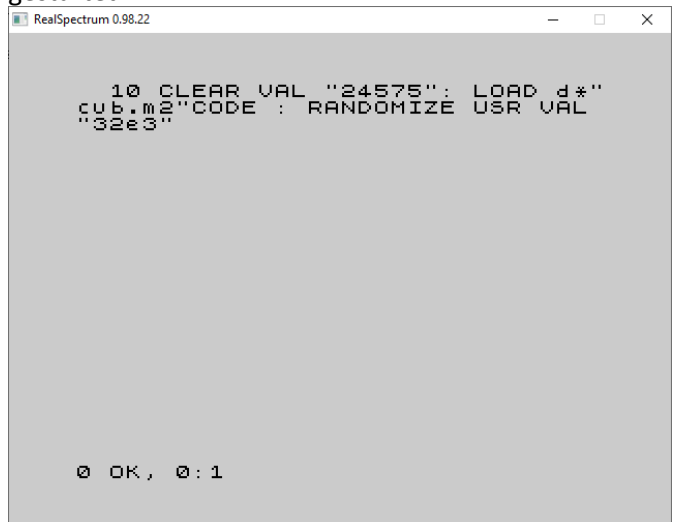 RealSpectrum 0.98.22
10 CLEAR VAL "24575": LOAD d*"
cub.m2"CODE : RANDOMIZE USR VAL
"32e3"
0 OK, 0:1